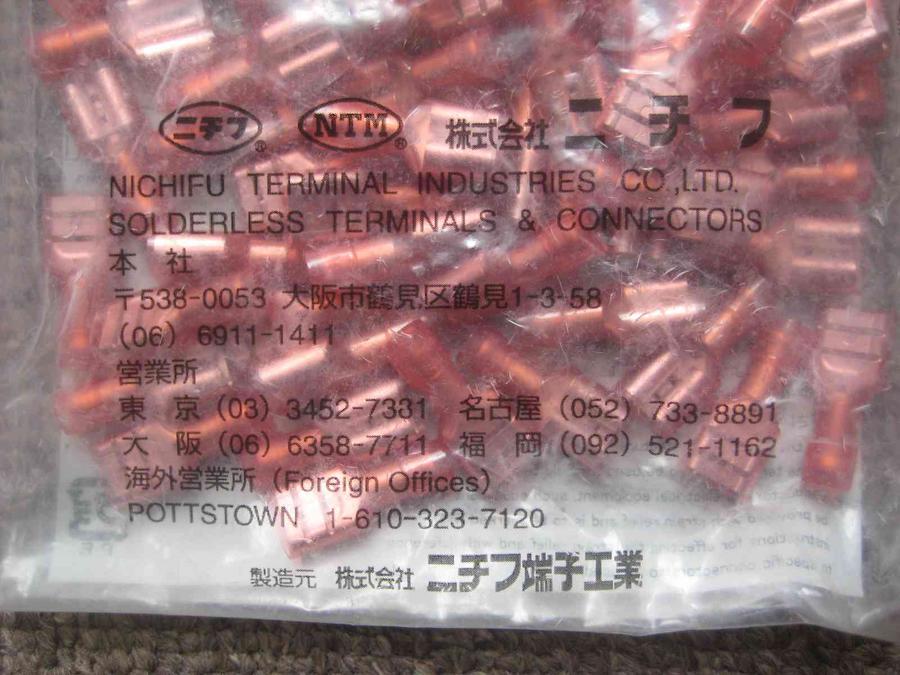 ニチフ® NTM® 株式会社 ニチフ
NICHIFU TERMINAL INDUSTRIES CO.,LTD.
SOLDERLESS TERMINALS & CONNECTORS
本 社
〒538-0053 大阪市鶴見区鶴見1-3-58
(06) 6911-1411
営業所
東 京 (03) 3452-7331 名古屋 (052) 733-8891
大 阪 (06) 6358-7711 福 岡 (092) 521-1162
海外営業所 (Foreign Offices)
POTTSTOWN 1-610-323-7120
製造元 株式会社 ニチフ端子工業